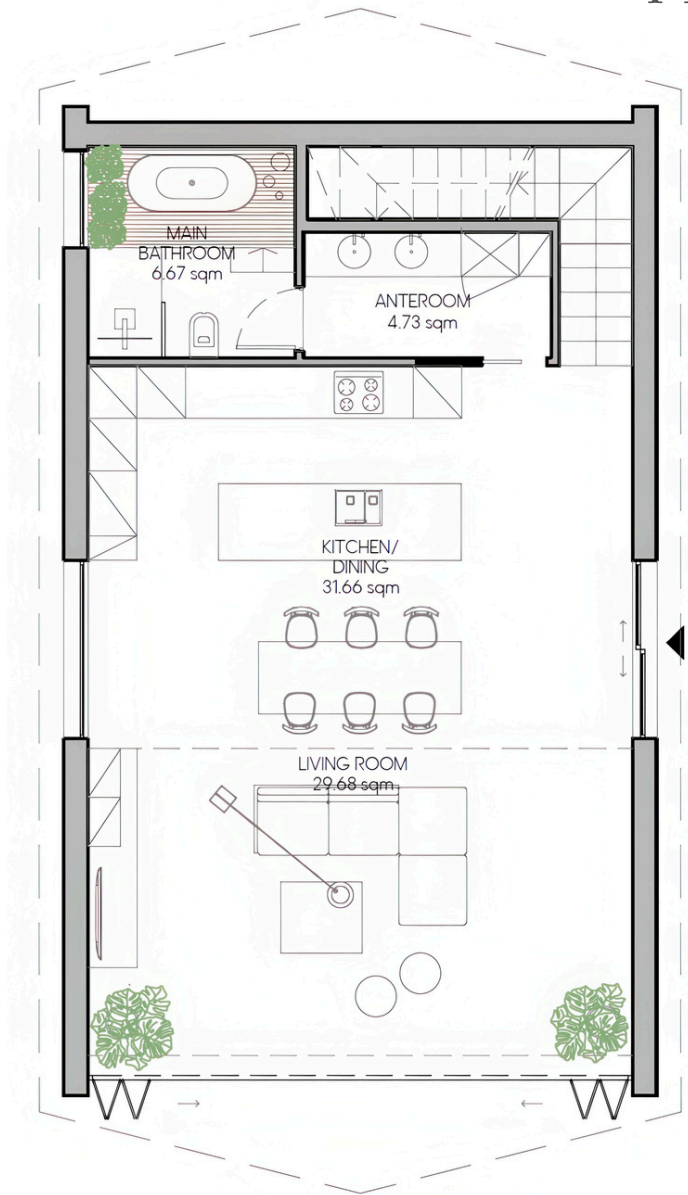 MAIN
BATHROOM
6.67 sqm
ANTEROOM
4.73 sqm
KITCHEN/
DINING
31.66 sqm
LIVING ROOM
29.68 sqm